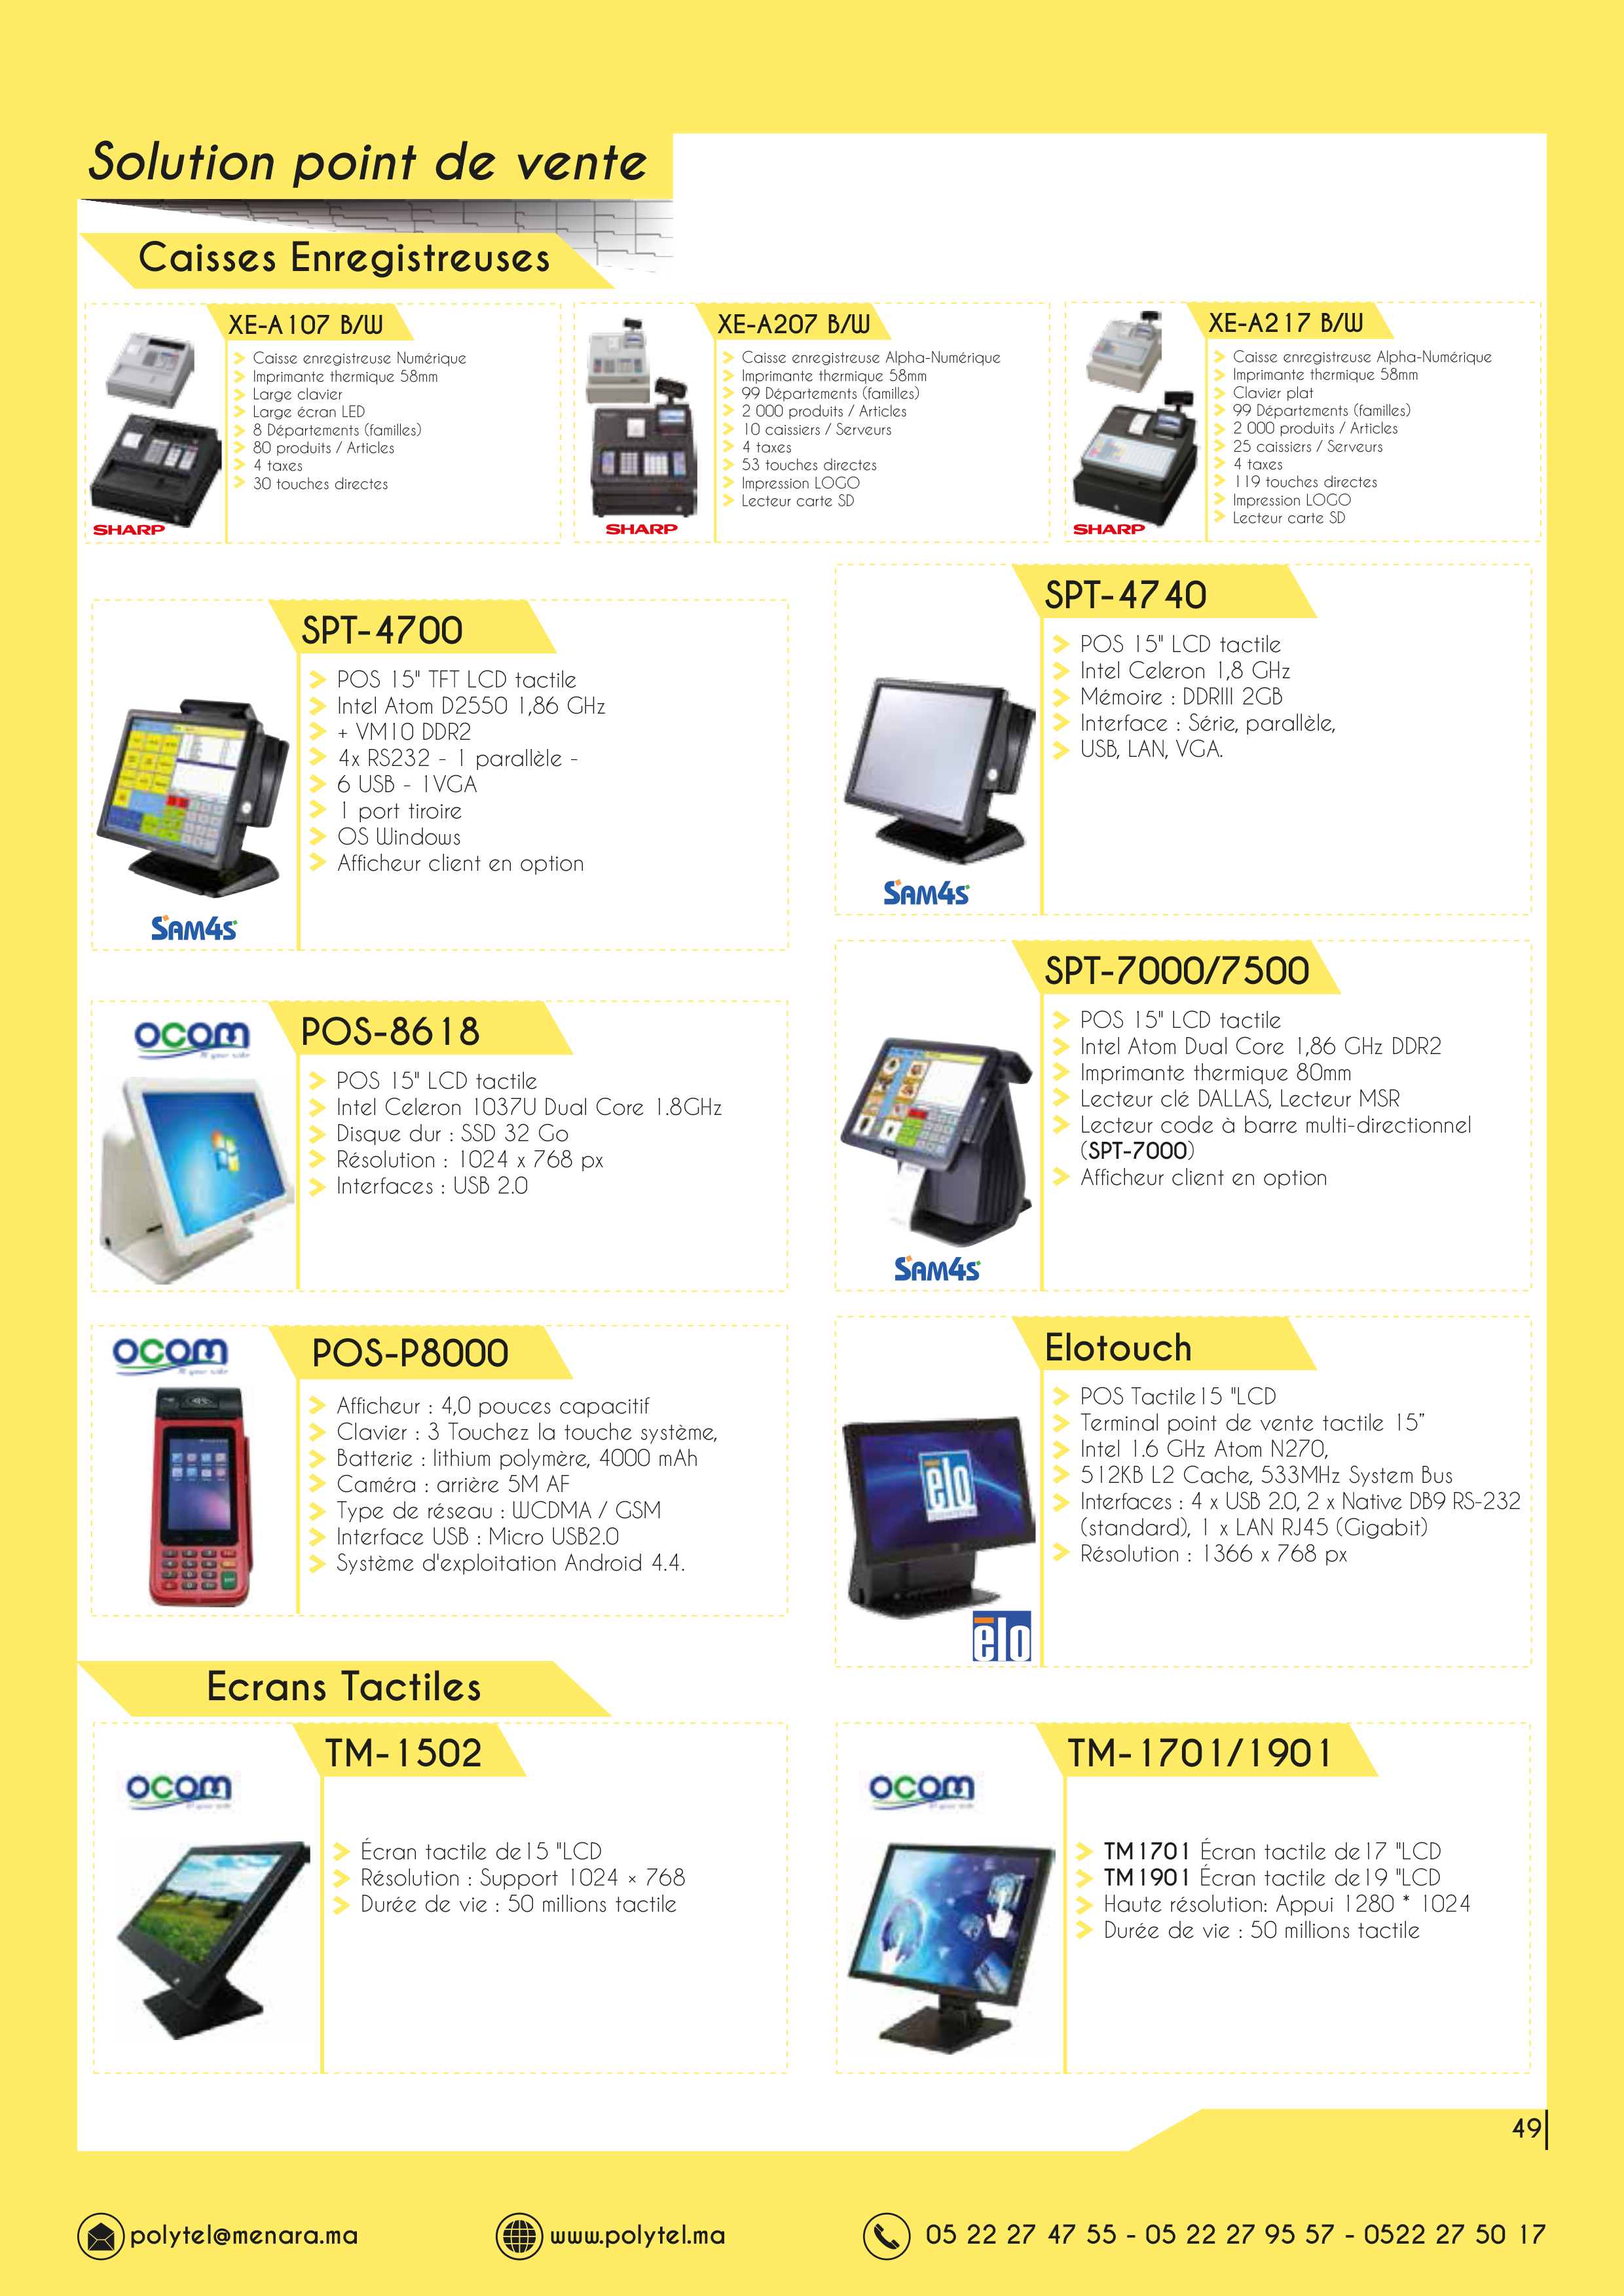 Solution point de vente
Caisses Enregistreuses
XE-A107 B/W
Caisse enregistreuse Numérique
Imprimante thermique 58mm
Large clavier
Large écran LED
8 Départements (familles)
80 produits / Articles
4 taxes
30 touches directes
SHARP
XE-A207 B/W
Caisse enregistreuse Alpha-Numérique
Imprimante thermique 58mm
99 Départements (familles)
2 000 produits / Articles
10 caissiers / Serveurs
4 taxes
53 touches directes
Impression LOGO
Lecteur carte SD
SHARP
XE-A217 B/W
Caisse enregistreuse Alpha-Numérique
Imprimante thermique 58mm
Clavier plat
99 Départements (familles)
2 000 produits / Articles
25 caissiers / Serveurs
4 taxes
119 touches directes
Impression LOGO
Lecteur carte SD
SHARP
SPT-4700
POS 15" TFT LCD tactile
Intel Atom D2550 1,86 GHz
+ VM10 DDR2
4x RS232 - 1 parallèle -
6 USB - 1VGA
1 port tiroire
OS Windows
Afficheur client en option
SAM4S
SPT-4740
POS 15" LCD tactile
Intel Celeron 1,8 GHz
Mémoire : DDRIII 2GB
Interface : Série, parallèle,
USB, LAN, VGA.
SAM4S
POS-8618
ocom
POS 15" LCD tactile
Intel Celeron 1037U Dual Core 1.8GHz
Disque dur : SSD 32 Go
Résolution : 1024 x 768 px
Interfaces : USB 2.0
SPT-7000/7500
POS 15" LCD tactile
Intel Atom Dual Core 1,86 GHz DDR2
Imprimante thermique 80mm
Lecteur clé DALLAS, Lecteur MSR
Lecteur code à barre multi-directionnel
(SPT-7000)
Afficheur client en option
SAM4S
POS-P8000
ocom
Afficheur : 4,0 pouces capacitif
Clavier : 3 Touchez la touche système,
Batterie : lithium polymère, 4000 mAh
Caméra : arrière 5M AF
Type de réseau : WCDMA / GSM
Interface USB : Micro USB2.0
Système d'exploitation Android 4.4.
Elotouch
POS Tactile15 "LCD
Terminal point de vente tactile 15”
Intel 1.6 GHz Atom N270,
512KB L2 Cache, 533MHz System Bus
Interfaces : 4 x USB 2.0, 2 x Native DB9 RS-232
(standard), 1 x LAN RJ45 (Gigabit)
Résolution : 1366 x 768 px
elo
elo
Ecrans Tactiles
TM-1502
ocom
Écran tactile de15 "LCD
Résolution : Support 1024 × 768
Durée de vie : 50 millions tactile
TM-1701/1901
ocom
TM1701 Écran tactile de17 "LCD
TM1901 Écran tactile de19 "LCD
Haute résolution: Appui 1280 * 1024
Durée de vie : 50 millions tactile
49
polytel@menara.ma
www.polytel.ma
05 22 27 47 55 - 05 22 27 95 57 - 0522 27 50 17